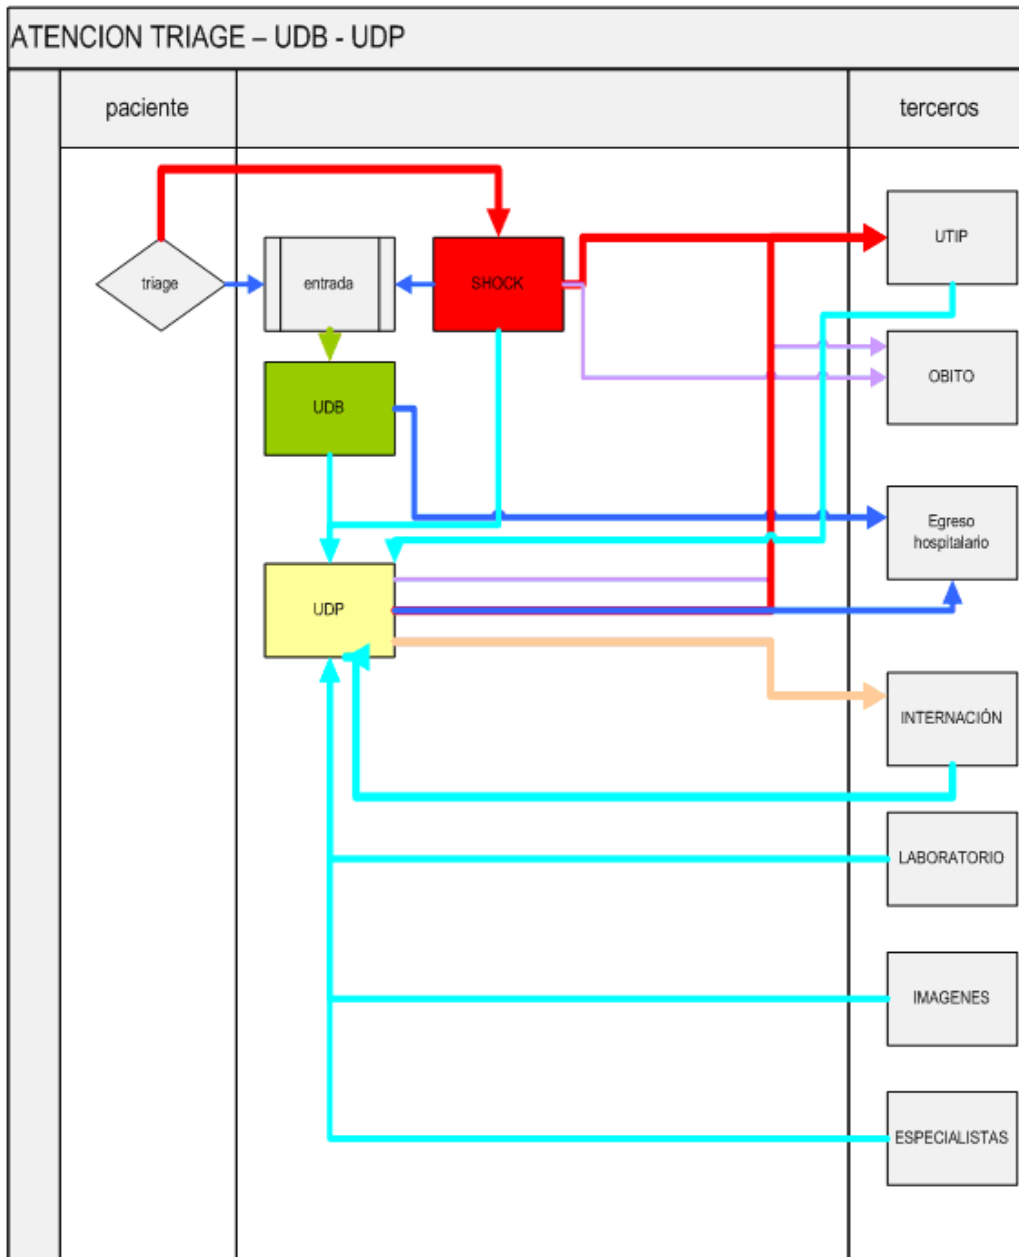 ATENCION TRIAGE – UDB - UDP
paciente
terceros
triage
entrada
SHOCK
UTIP
OBITO
UDB
Egreso
hospitalario
UDP
INTERNACIÓN
LABORATORIO
IMAGENES
ESPECIALISTAS